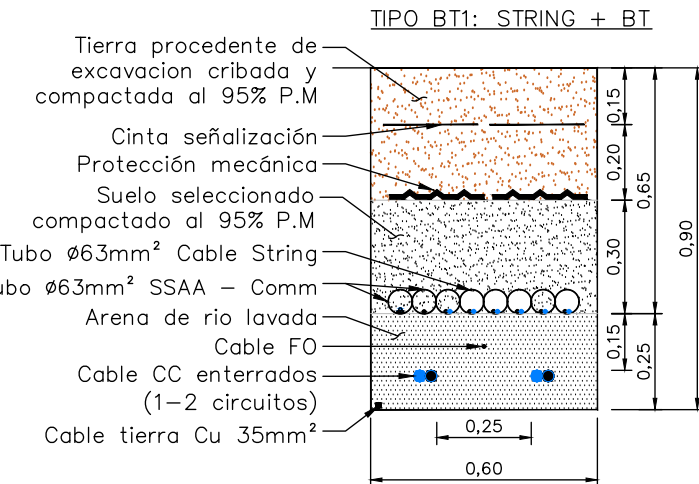 TIPO BT1: STRING + BT
Tierra procedente de
excavacion cribada y
compactada al 95% P.M
Cinta señalización
Protección mecánica
Suelo seleccionado
compactado al 95% P.M
Tubo ø63mm² Cable String
ubo ø63mm² SSAA – Comm
Arena de rio lavada
Cable FO
Cable CC enterrados
(1–2 circuitos)
Cable tierra Cu 35mm²
0,15
0,20
0,65
0,30
0,90
0,15
0,25
0,25
0,60